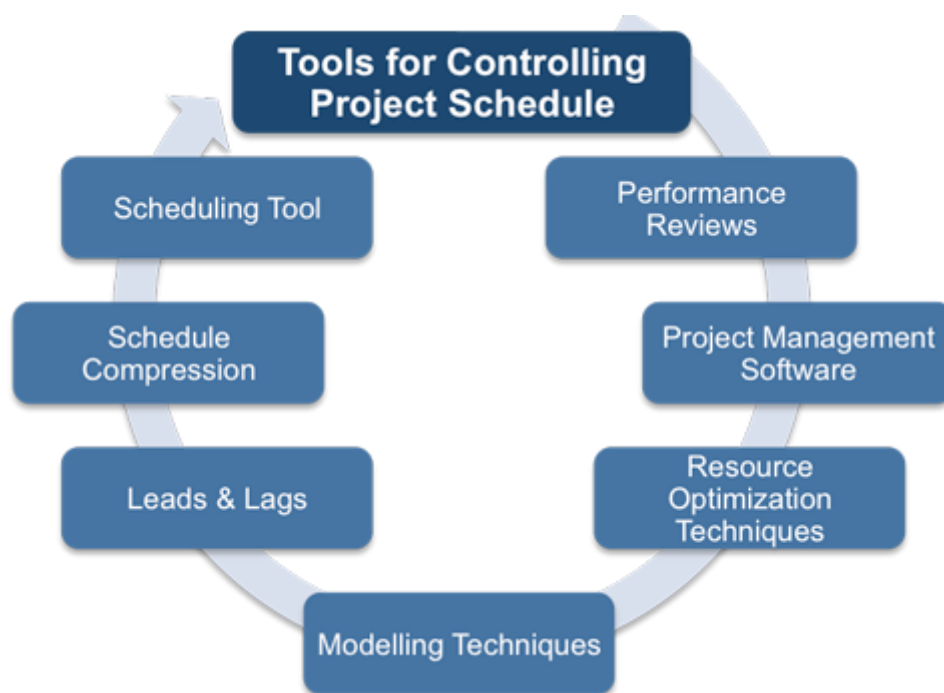 Tools for Controlling
Project Schedule
Performance
Reviews
Project Management
Software
Resource
Optimization
Techniques
Modelling Techniques
Leads & Lags
Schedule
Compression
Scheduling Tool